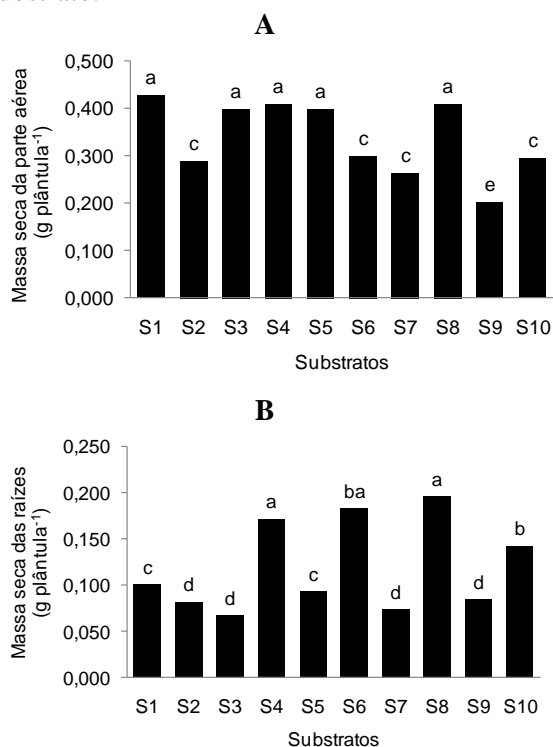 A
Massa seca da parte aérea
(g plântula-1)
0,500
0,400
0,300
0,200
0,100
0,000
a
c
a
a
a
c
c
a
e
c
S1 S2 S3 S4 S5 S6 S7 S8 S9 S10
Substratos
B
Massa seca das raízes
(g plântula-1)
0,250
0,200
0,150
0,100
0,050
0,000
c
d
d
a
c
ba
d
a
d
b
S1 S2 S3 S4 S5 S6 S7 S8 S9 S10
Substratos